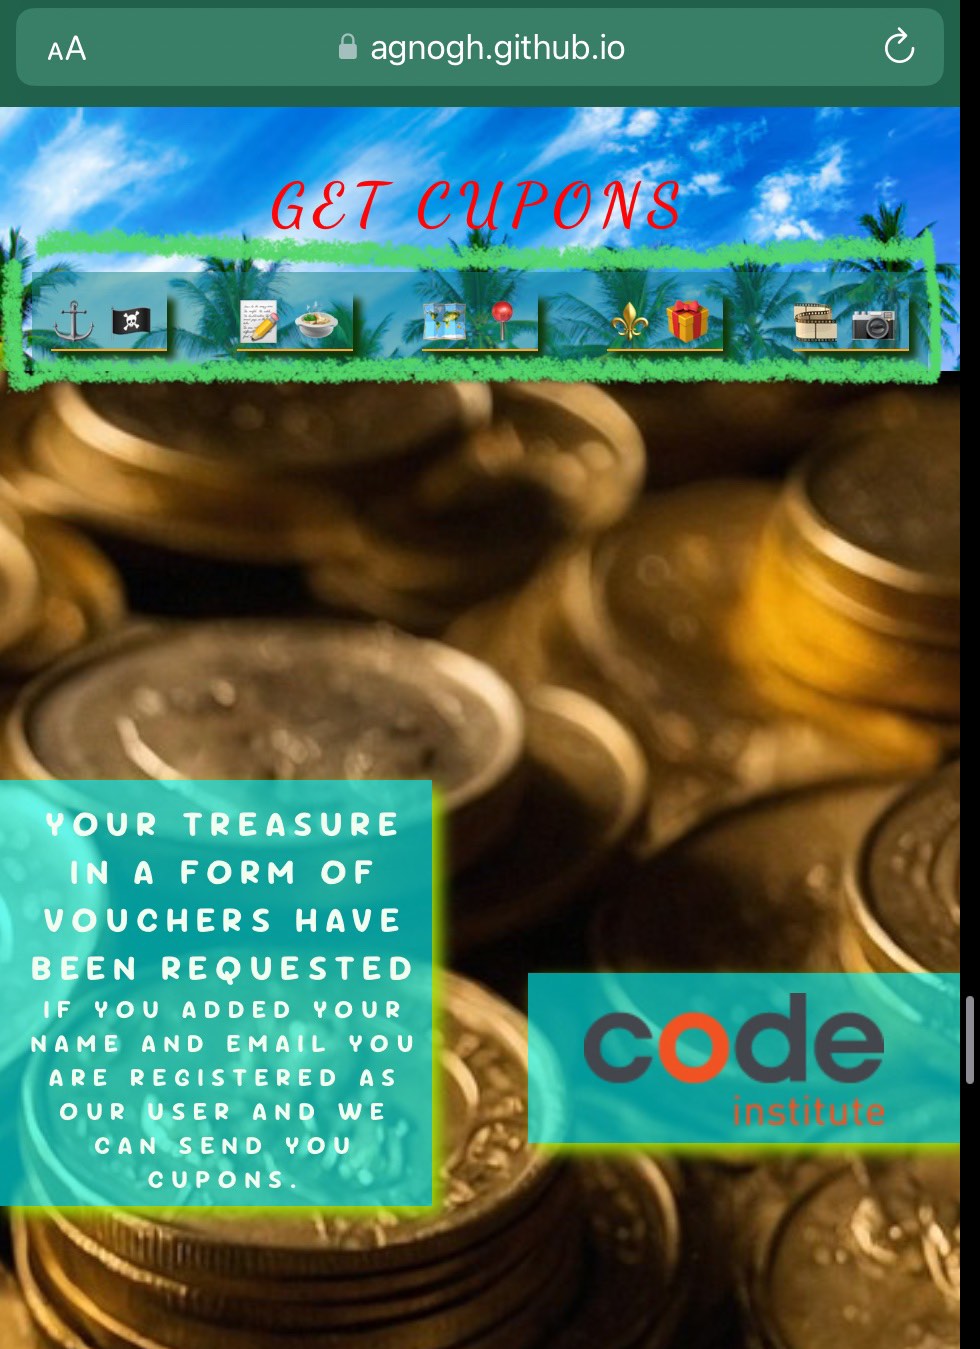 AA agnogh.github.io
GET CUPONS
YOUR TREASURE
IN A FORM OF
VOUCHERS HAVE
BEEN REQUESTED
IF YOU ADDED YOUR
NAME AND EMAIL YOU
ARE REGISTERED AS
OUR USER AND WE
CAN SEND YOU
CUPONS.
code
institute